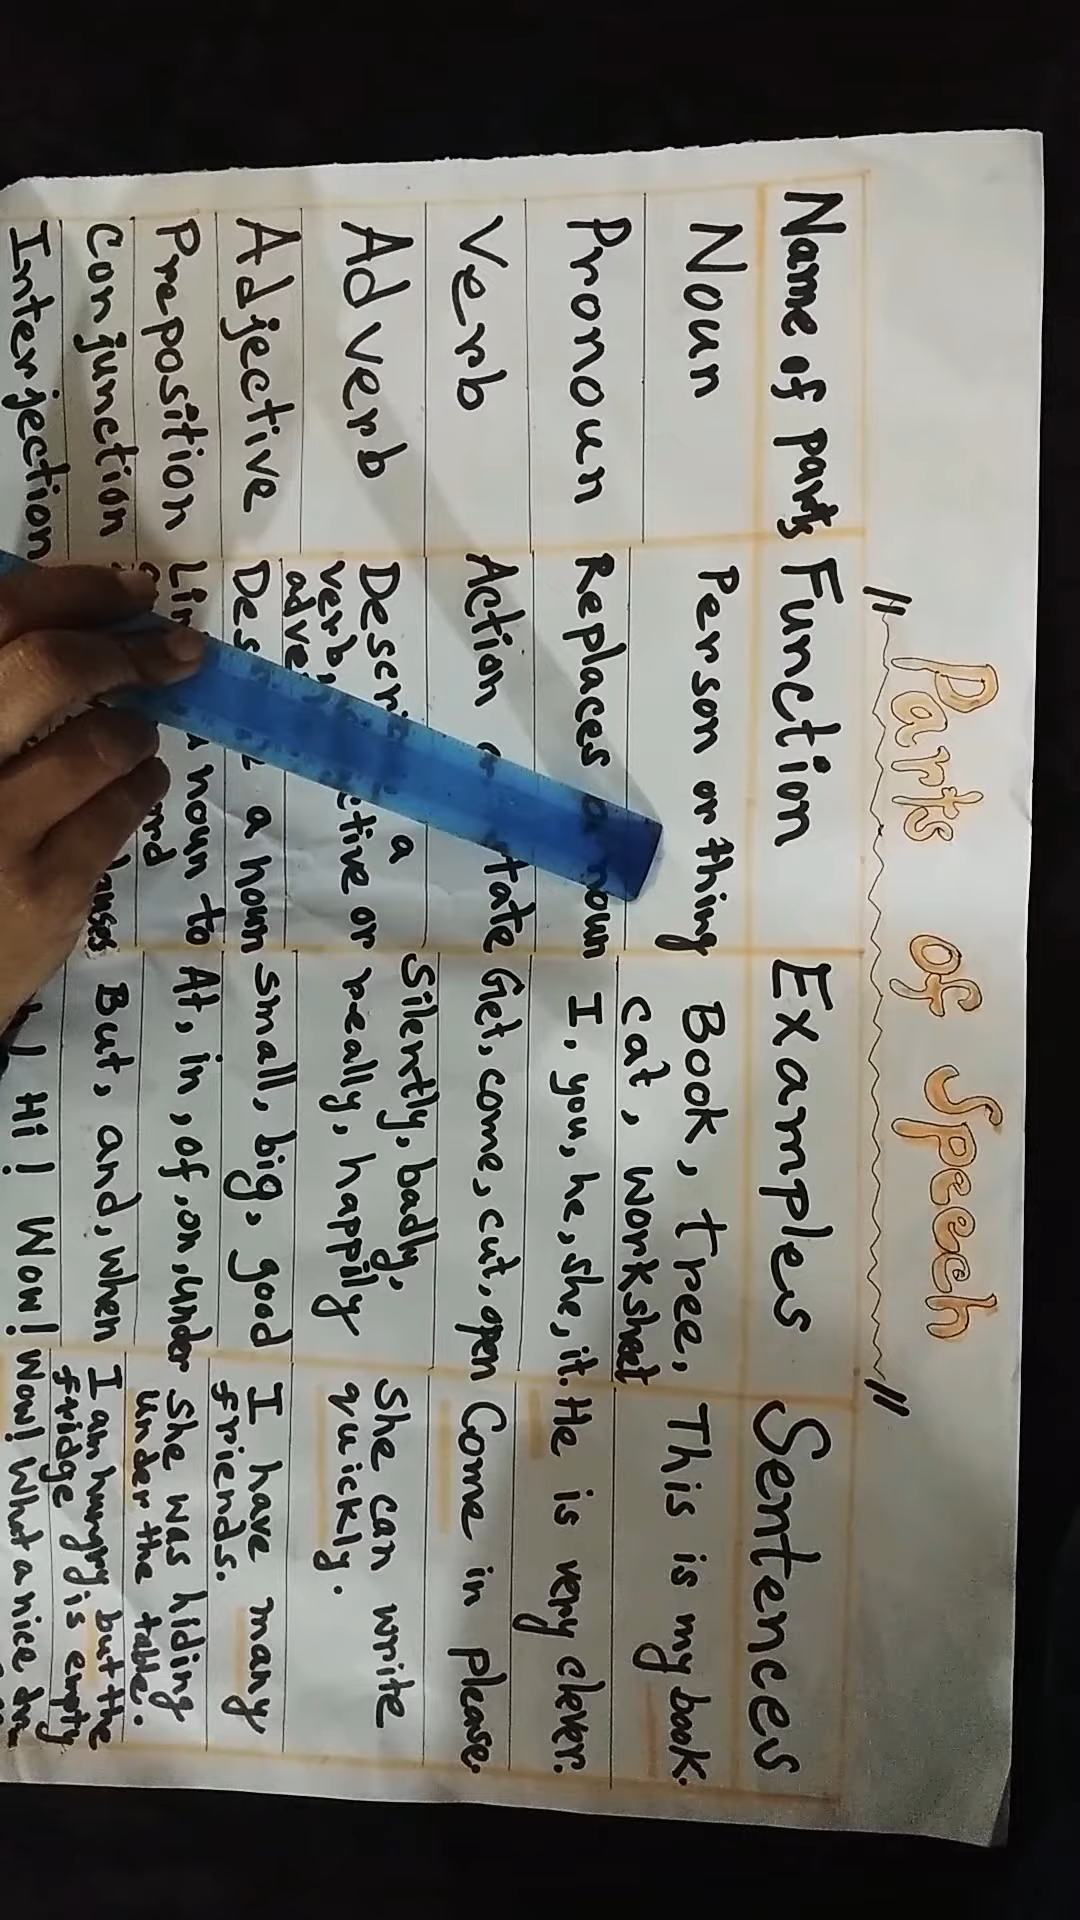 "Parts of Speech"
Name of parts Function Examples Sentences
Noun Person or thing Book, tree, This is my book.
cat, worksheet
Pronoun Replaces a noun I, you, he, she, it. He is very clever.
Verb Action state Get, come, cut, open Come in please.
Adverb a Silently, badly, She can write
really, happily quickly.
verb, or
Adjective a noun small, big, good I have many
friends.
Preposition noun to At, in, of, on, under She was hiding
under the table.
Conjunction But, and, when I am hungry but the
fridge is empty
Interjection Hi! Wow! Wow! What a nice